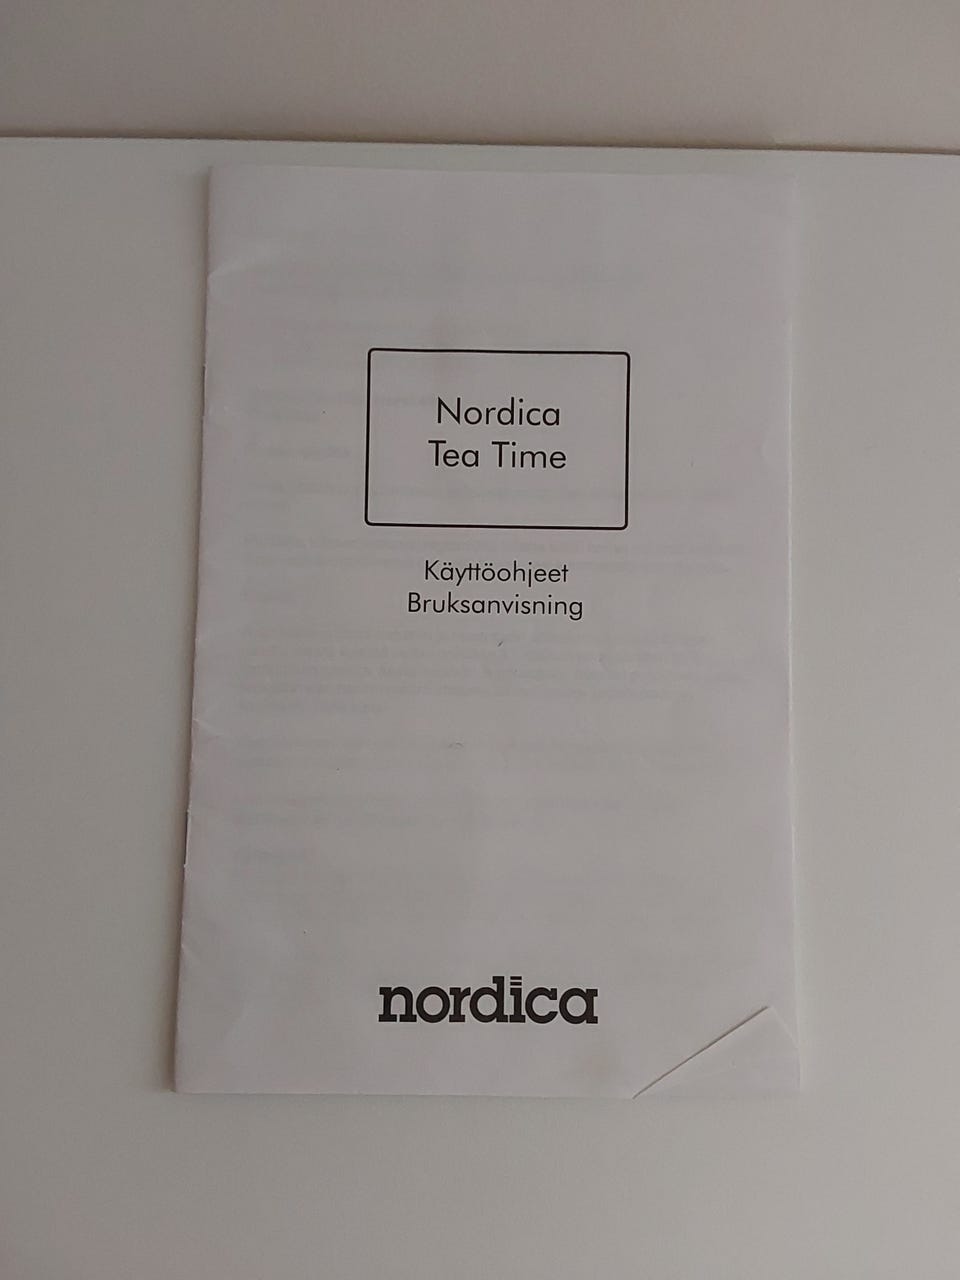 Nordica
Tea Time
Käyttöohjeet
Bruksanvisning
nordica